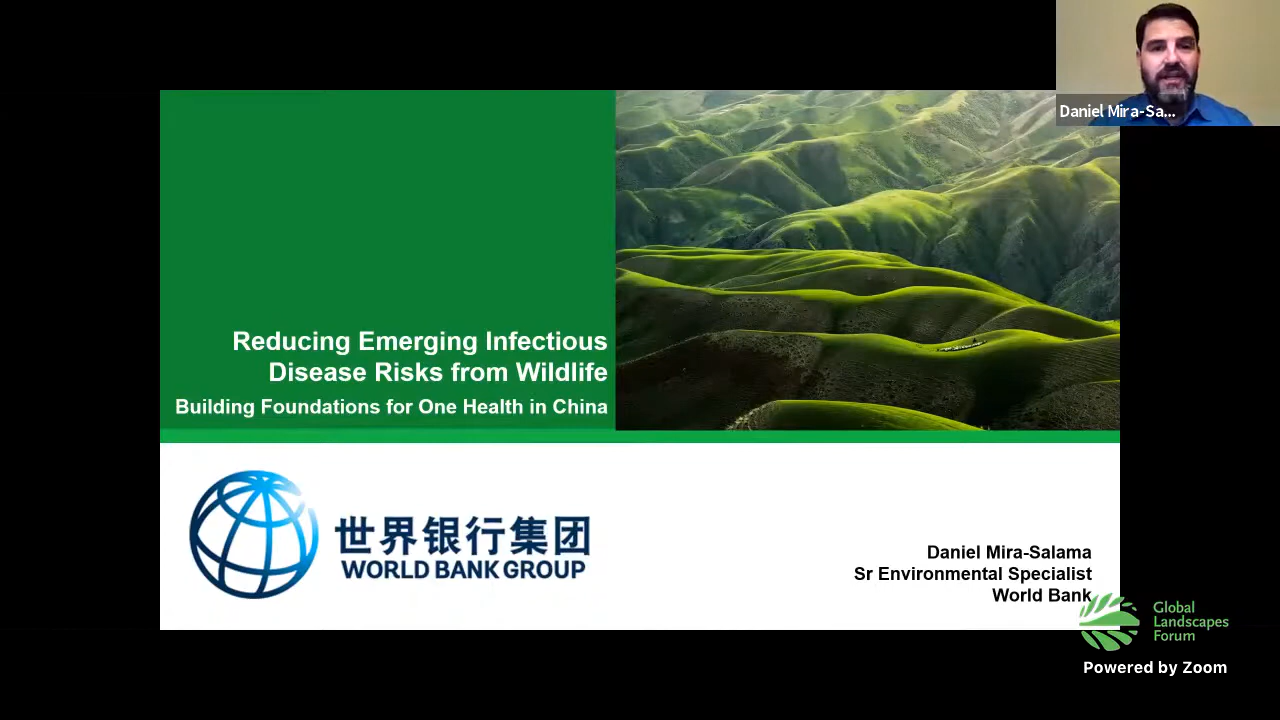 Daniel Mira-Sa...
Reducing Emerging Infectious
Disease Risks from Wildlife
Building Foundations for One Health in China
世界银行集团
WORLD BANK GROUP
Daniel Mira-Salama
Sr Environmental Specialist
World Bank
Global
Landscapes
Forum
Powered by Zoom